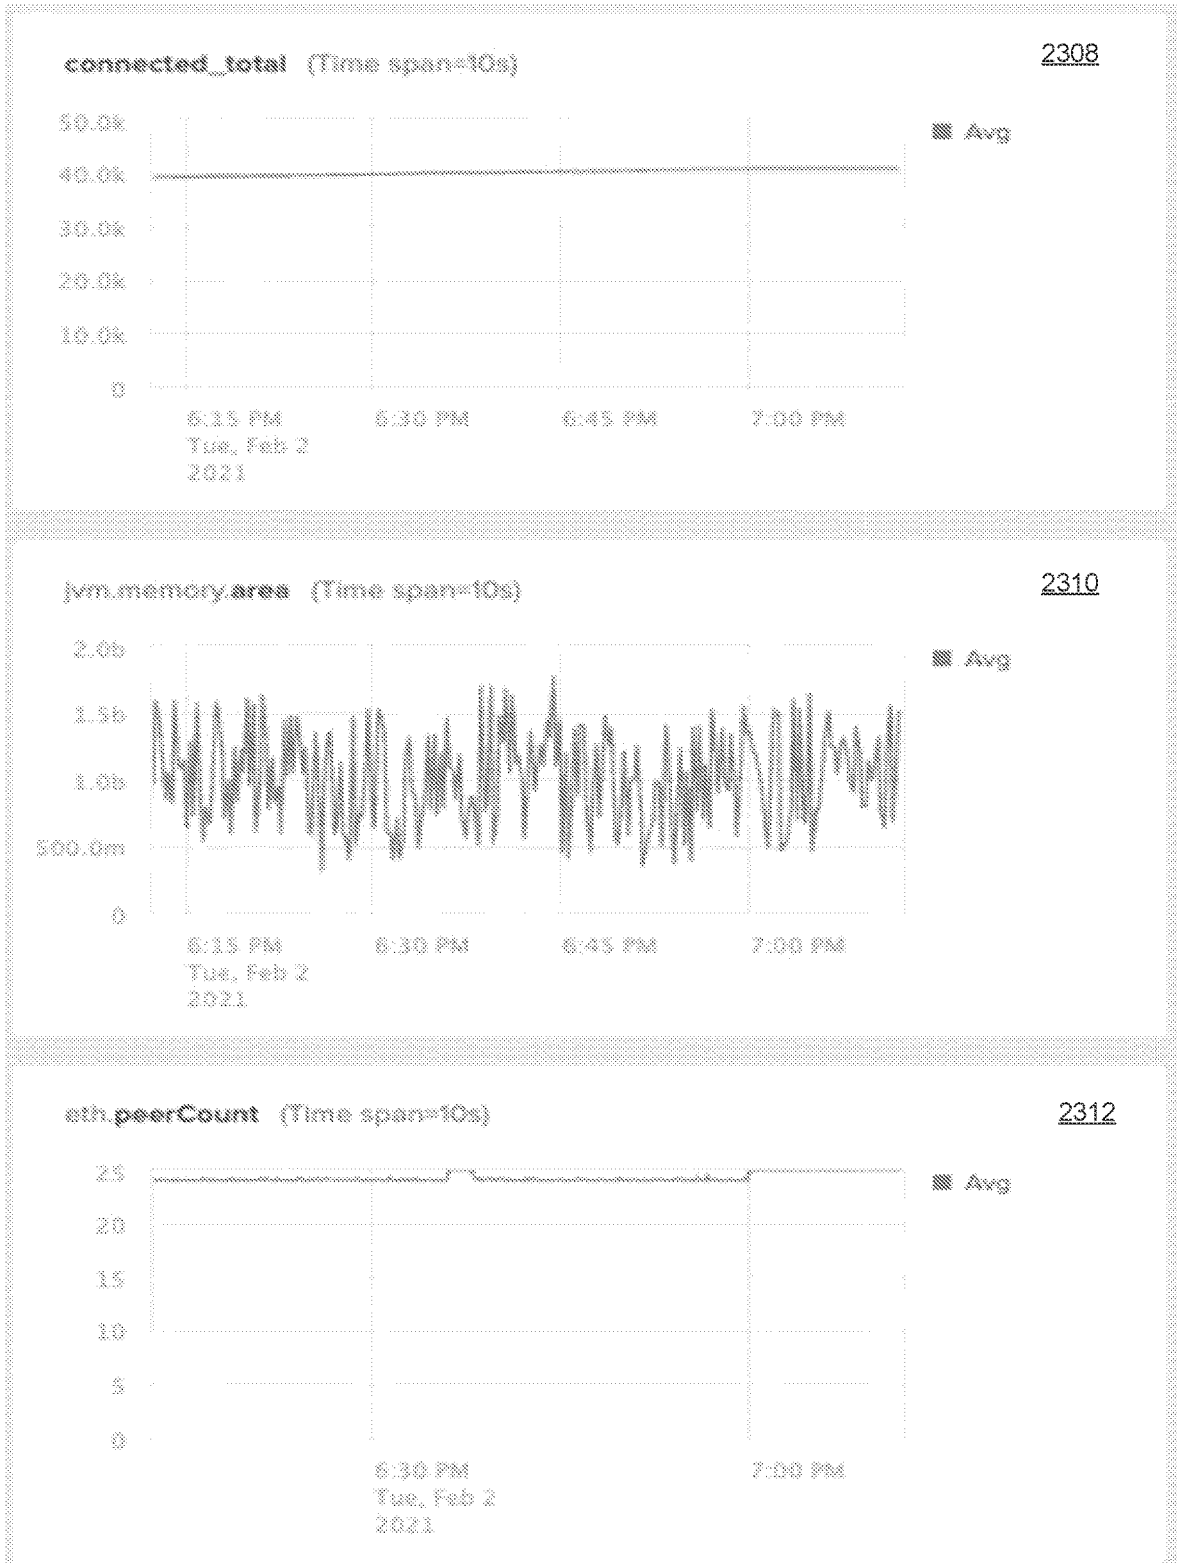 connected_total (Time span=10s)
2308
50.0k
40.0k
30.0k
20.0k
10.0k
0
Avg
6:15 PM
6:30 PM
6:45 PM
7:00 PM
Tue, Feb 2
2021
jvm.memory.area (Time span=10s)
2310
2.0b
1.5b
1.0b
500.0m
0
Avg
6:15 PM
6:30 PM
6:45 PM
7:00 PM
Tue, Feb 2
2021
eth.peerCount (Time span=10s)
2312
25
20
15
10
5
0
Avg
6:30 PM
7:00 PM
Tue, Feb 2
2021